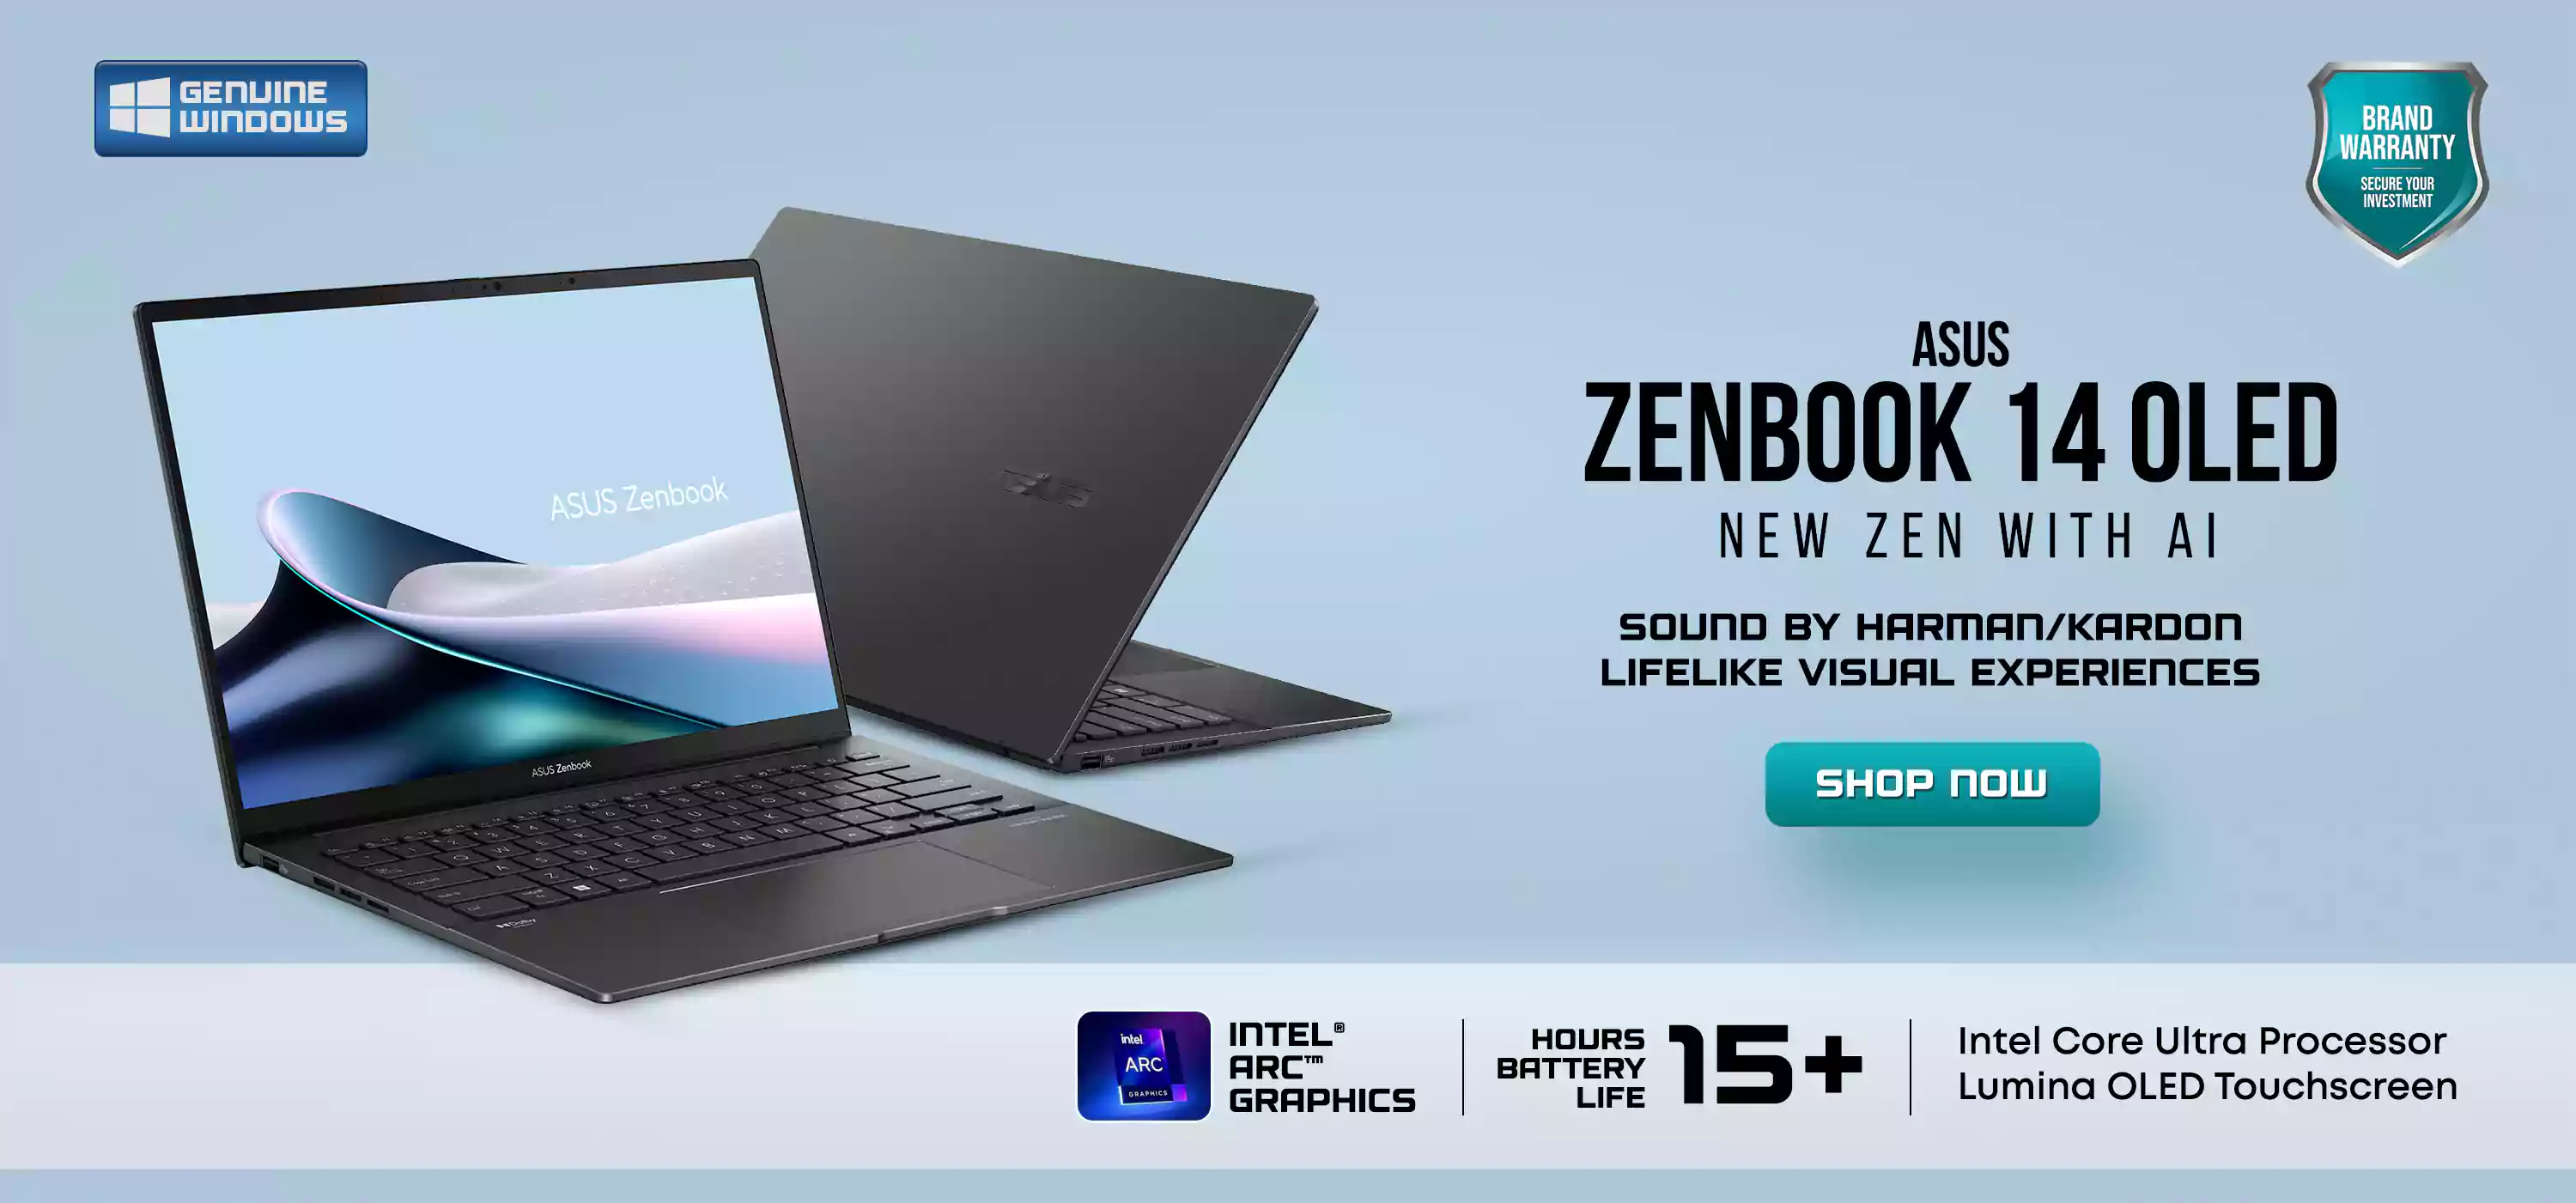 GENUINE
WINDOWS
BRAND
WARRANTY
SECURE YOUR
INVESTMENT
ASUS
ZENBOOK 14 OLED
NEW ZEN WITH AI
SOUND BY HARMAN/KARDON
LIFELIKE VISUAL EXPERIENCES
SHOP NOW
ASUS Zenbook
ASUS Zenbook
ASUS
intel
ARC
GRAPHICS
INTEL®
ARC™
GRAPHICS
HOURS
BATTERY
LIFE
15+
Intel Core Ultra Processor
Lumina OLED Touchscreen